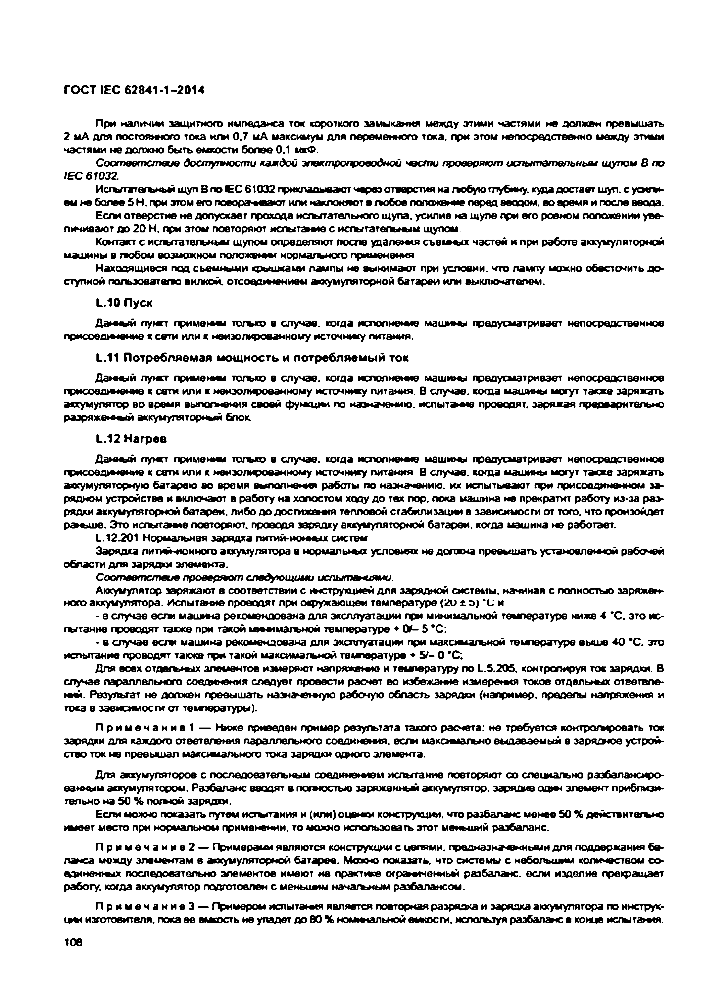 ГОСТ IEC 62841-1–2014
При наличии защитного импеданса ток короткого замыкания между этими частями не должен превышать
2 мА для постоянного тока или 0,7 мА максимум для переменного тока, при этом непосредственно между этими
частями не должно быть емкости более 0,1 мкФ.
Соответствие доступности каждой электропроводной части проверяют испытательным щупом В по
IEC 61032.
Испытательный щуп В по IEC 61032 прикладывают через отверстия на любую глубину, куда достает щуп, с усили-
ем не более 5 Н, при этом его поворачивают или наклоняют в любое положение перед вводом, во время и после ввода.
Если отверстие не допускает прохода испытательного щупа, усилие на щупе при его ровном положении уве-
личивают до 20 Н, при этом повторяют испытание с испытательным щупом.
Контакт с испытательным щупом определяют после удаления съемных частей и при работе аккумуляторной
машины в любом возможном положении нормального применения.
Находящиеся под съемными крышками лампы не вынимают при условии, что лампу можно обесточить до-
ступной пользователю вилкой, отсоединением аккумуляторной батареи или выключателем.
L.10 Пуск
Данный пункт применим только в случае, когда исполнение машины предусматривает непосредственное
присоединение к сети или к неизолированному источнику питания.
L.11 Потребляемая мощность и потребляемый ток
Данный пункт применим только в случае, когда исполнение машины предусматривает непосредственное
присоединение к сети или к неизолированному источнику питания. В случае, когда машины могут также заряжать
аккумулятор во время выполнения своей функции по назначению, испытание проводят, заряжая предварительно
разряженный аккумуляторный блок.
L.12 Нагрев
Данный пункт применим только в случае, когда исполнение машины предусматривает непосредственное
присоединение к сети или к неизолированному источнику питания. В случае, когда машины могут также заряжать
аккумуляторную батарею во время выполнения работы по назначению, их испытывают при присоединенном за-
рядном устройстве и включают в работу на холостом ходу до тех пор, пока машина не прекратит работу из-за раз-
рядки аккумуляторной батареи, либо до достижения тепловой стабилизации в зависимости от того, что произойдет
раньше. Это испытание повторяют, проводя зарядку аккумуляторной батареи, когда машина не работает.
L.12.201 Нормальная зарядка литий-ионных систем
Зарядка литий-ионного аккумулятора в нормальных условиях не должна превышать установленной рабочей
области для зарядки элемента.
Соответствие проверяют следующими испытаниями.
Аккумулятор заряжают в соответствии с инструкцией для зарядной системы, начиная с полностью заряжен-
ного аккумулятора. Испытание проводят при окружающей температуре (20 ± 5) °С и
- в случае если машина рекомендована для эксплуатации при минимальной температуре ниже 4 °С, это ис-
пытание проводят также при такой минимальной температуре + 0/– 5 °С;
- в случае если машина рекомендована для эксплуатации при максимальной температуре выше 40 °С, это
испытание проводят также при такой максимальной температуре + 5/– 0 °С;
Для всех отдельных элементов измеряют напряжение и температуру по L.5.205, контролируя ток зарядки. В
случае параллельного соединения следует провести расчет во избежание измерения токов отдельных ответвле-
ний. Результат не должен превышать назначенную рабочую область зарядки (например, пределы напряжения и
тока в зависимости от температуры).
Примечание 1 — Ниже приведен пример результата такого расчета: не требуется контролировать ток
зарядки для каждого ответвления параллельного соединения, если максимально выдаваемый в зарядное устрой-
ство ток не превышал максимального тока зарядки одного элемента.
Для аккумуляторов с последовательным соединением испытание повторяют со специально разбалансиро-
ванным аккумулятором. Разбаланс вводят в полностью заряженный аккумулятор, зарядив один элемент приблизи-
тельно на 50 % полной зарядки.
Если можно показать путем испытания и (или) оценки конструкции, что разбаланс менее 50 % действительно
имеет место при нормальном применении, то можно использовать этот меньший разбаланс.
Примечание 2 — Примерами являются конструкции с цепями, предназначенными для поддержания ба-
ланса между элементам в аккумуляторной батарее. Можно показать, что системы с небольшим количеством со-
единенных последовательно элементов имеют на практике ограниченный разбаланс, если изделие прекращает
работу, когда аккумулятор подготовлен с меньшим начальным разбалансом.
Примечание 3 — Примером испытания является повторная разрядка и зарядка аккумулятора по инструк-
ции изготовителя, пока ее емкость не упадет до 80 % номинальной емкости, используя разбаланс в конце испытания.
108